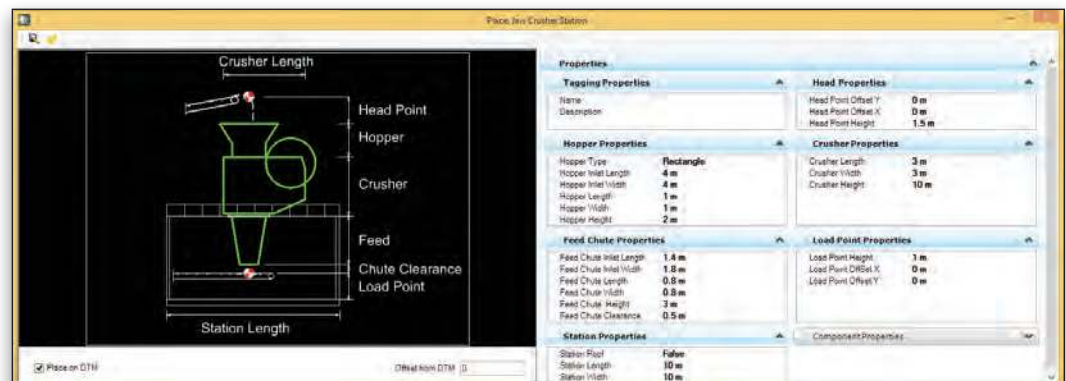 Place Jaw Crusher Station
Crusher Length
Head Point
Hopper
Crusher
Feed
Chute Clearance
Load Point
Station Length
Place on DTM
Offset from DTM 0
Properties
Tagging Properties
Name
Description
Head Properties
Head Point Offset Y 0 m
Head Point Offset X 0 m
Head Point Height 1.5 m
Hopper Properties
Hopper Type Rectangle
Hopper Inlet Length 4 m
Hopper Inlet Width 4 m
Hopper Length 1 m
Hopper Width 1 m
Hopper Height 2 m
Crusher Properties
Crusher Length 3 m
Crusher Width 3 m
Crusher Height 10 m
Feed Chute Properties
Feed Chute Inlet Length 1.4 m
Feed Chute Inlet Width 1.8 m
Feed Chute Length 0.8 m
Feed Chute Width 0.8 m
Feed Chute Height 3 m
Feed Chute Clearance 0.5 m
Load Point Properties
Load Point Height 1 m
Load Point OffSet X 0 m
Load Point Offset Y 0 m
Station Properties
Station Roof False
Station Length 10 m
Station Width 10 m
Component Properties